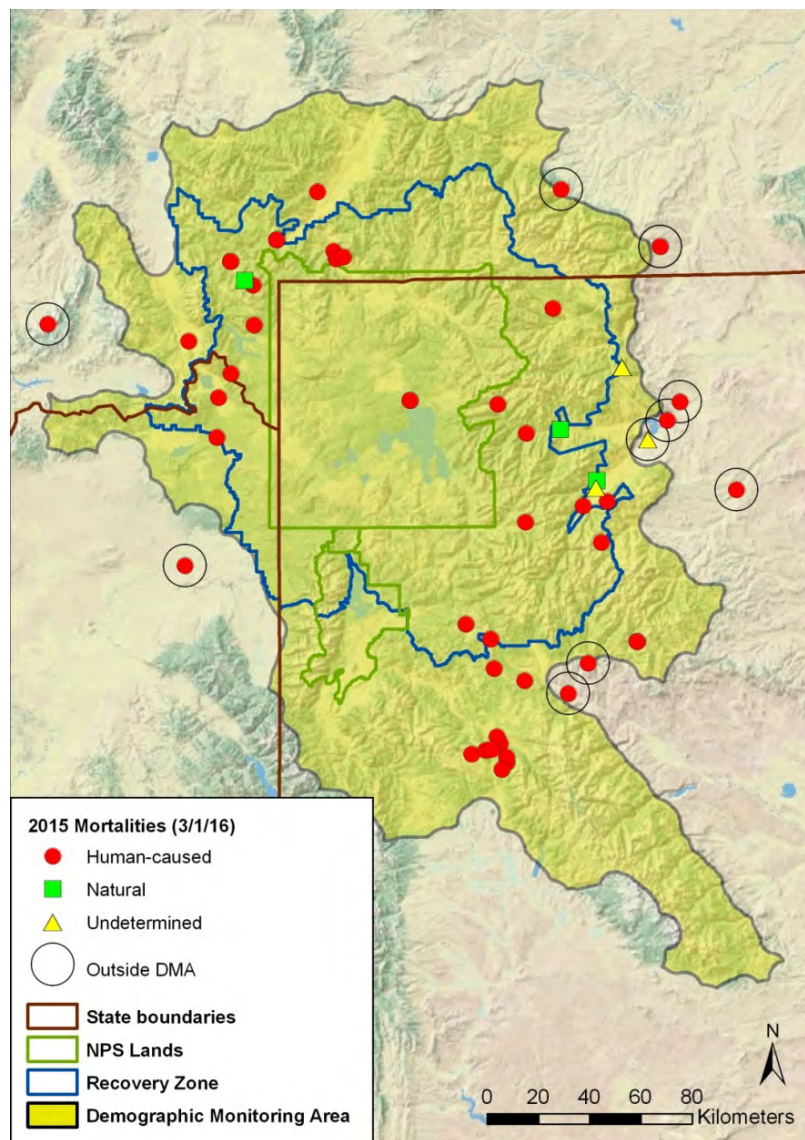 2015 Mortalities (3/1/16)
Human-caused
Natural
Undetermined
Outside DMA
State boundaries
NPS Lands
Recovery Zone
Demographic Monitoring Area
N
0 20 40 60 80
Kilometers